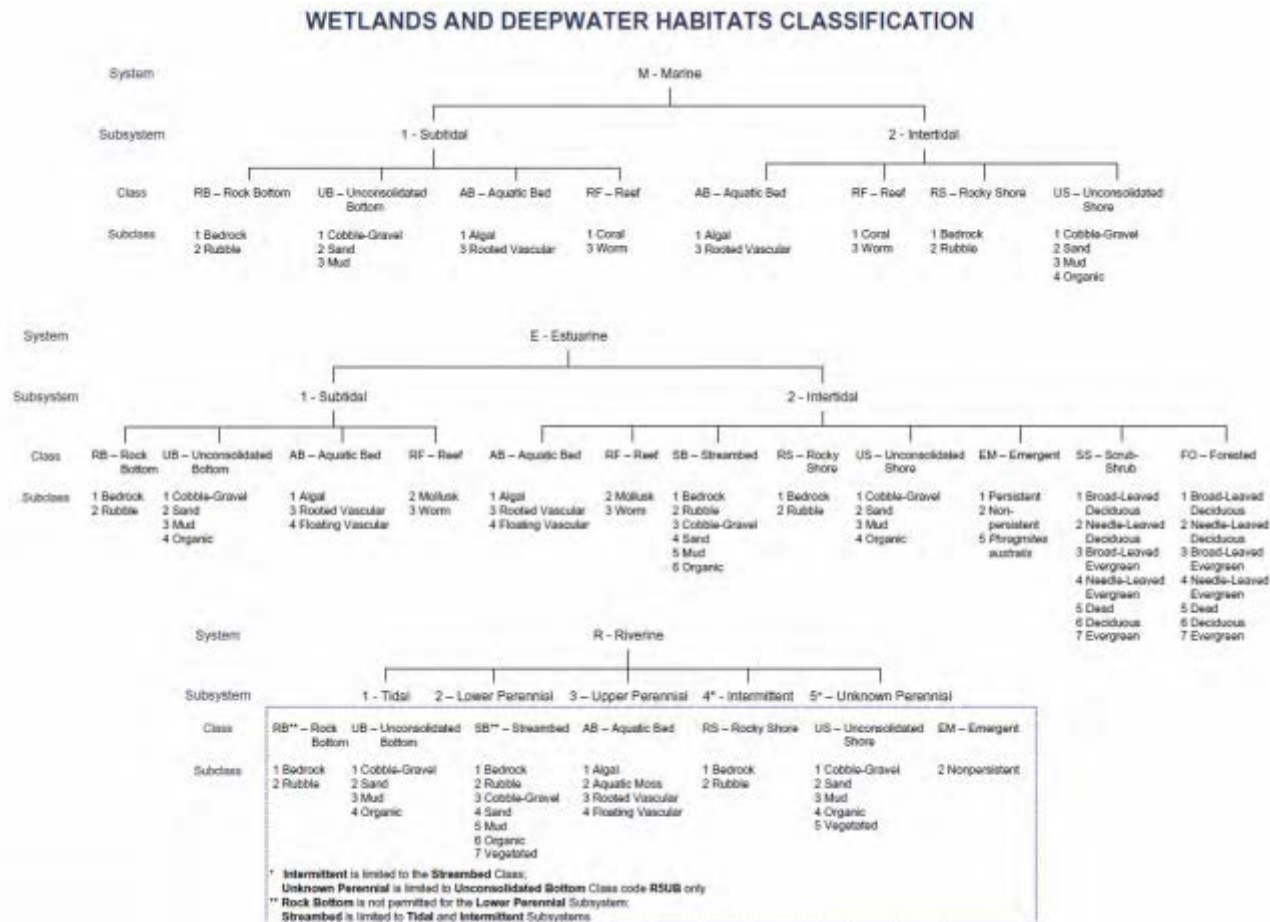 WETLANDS AND DEEPWATER HABITATS CLASSIFICATION
System M - Marine
Subsystem 1 - Subtidal 2 - Intertidal
Class RB – Rock Bottom UB – Unconsolidated AB – Aquatic Bed RF – Reef AB – Aquatic Bed RF – Reef RS – Rocky Shore US – Unconsolidated
Bottom Shore
Subclass 1 Bedrock 1 Cobble-Gravel 1 Algal 1 Coral 1 Algal 1 Coral 1 Bedrock 1 Cobble-Gravel
2 Rubble 2 Sand 3 Rooted Vascular 3 Worm 3 Rooted Vascular 3 Worm 2 Rubble 2 Sand
3 Mud 3 Mud
4 Organic
System E - Estuarine
Subsystem 1 - Subtidal 2 - Intertidal
Class RB – Rock UB – Unconsolidated AB – Aquatic Bed RF – Reef AB – Aquatic Bed RF – Reef SB – Streambed RS – Rocky US – Unconsolidated EM – Emergent SS – Scrub- FO – Forested
Bottom Bottom Shore Shore Shrub
Subclass 1 Bedrock 1 Cobble-Gravel 1 Algal 2 Mollusk 1 Algal 2 Mollusk 1 Bedrock 1 Bedrock 1 Cobble-Gravel 1 Persistent 1 Broad-Leaved 1 Broad-Leaved
2 Rubble 2 Sand 3 Rooted Vascular 3 Worm 3 Rooted Vascular 3 Worm 2 Rubble 2 Rubble 2 Sand 2 Non- Deciduous Deciduous
3 Mud 4 Floating Vascular 4 Floating Vascular 3 Cobble-Gravel 3 Mud persistent 2 Needle-Leaved 2 Needle-Leaved
4 Organic 4 Sand 4 Organic 5 Phragmites Deciduous Deciduous
5 Mud australis 3 Broad-Leaved 3 Broad-Leaved
6 Organic Evergreen Evergreen
4 Needle-Leaved 4 Needle-Leaved
Evergreen Evergreen
5 Dead 5 Dead
6 Deciduous 6 Deciduous
7 Evergreen 7 Evergreen
System R - Riverine
Subsystem 1 - Tidal 2 – Lower Perennial 3 – Upper Perennial 4* - Intermittent 5* – Unknown Perennial
Class RB** – Rock UB – Unconsolidated SB** – Streambed AB – Aquatic Bed RS – Rocky Shore US – Unconsolidated EM – Emergent
Bottom Bottom Shore
Subclass 1 Bedrock 1 Cobble-Gravel 1 Bedrock 1 Algal 1 Bedrock 1 Cobble-Gravel 2 Nonpersistent
2 Rubble 2 Sand 2 Rubble 2 Aquatic Moss 2 Rubble 2 Sand
3 Mud 3 Cobble-Gravel 3 Rooted Vascular 3 Mud
4 Organic 4 Sand 4 Floating Vascular 4 Organic
5 Mud 5 Vegetated
6 Organic
7 Vegetated
* Intermittent is limited to the Streambed Class;
Unknown Perennial is limited to Unconsolidated Bottom Class code R5UB only
** Rock Bottom is not permitted for the Lower Perennial Subsystem;
Streambed is limited to Tidal and Intermittent Subsystems